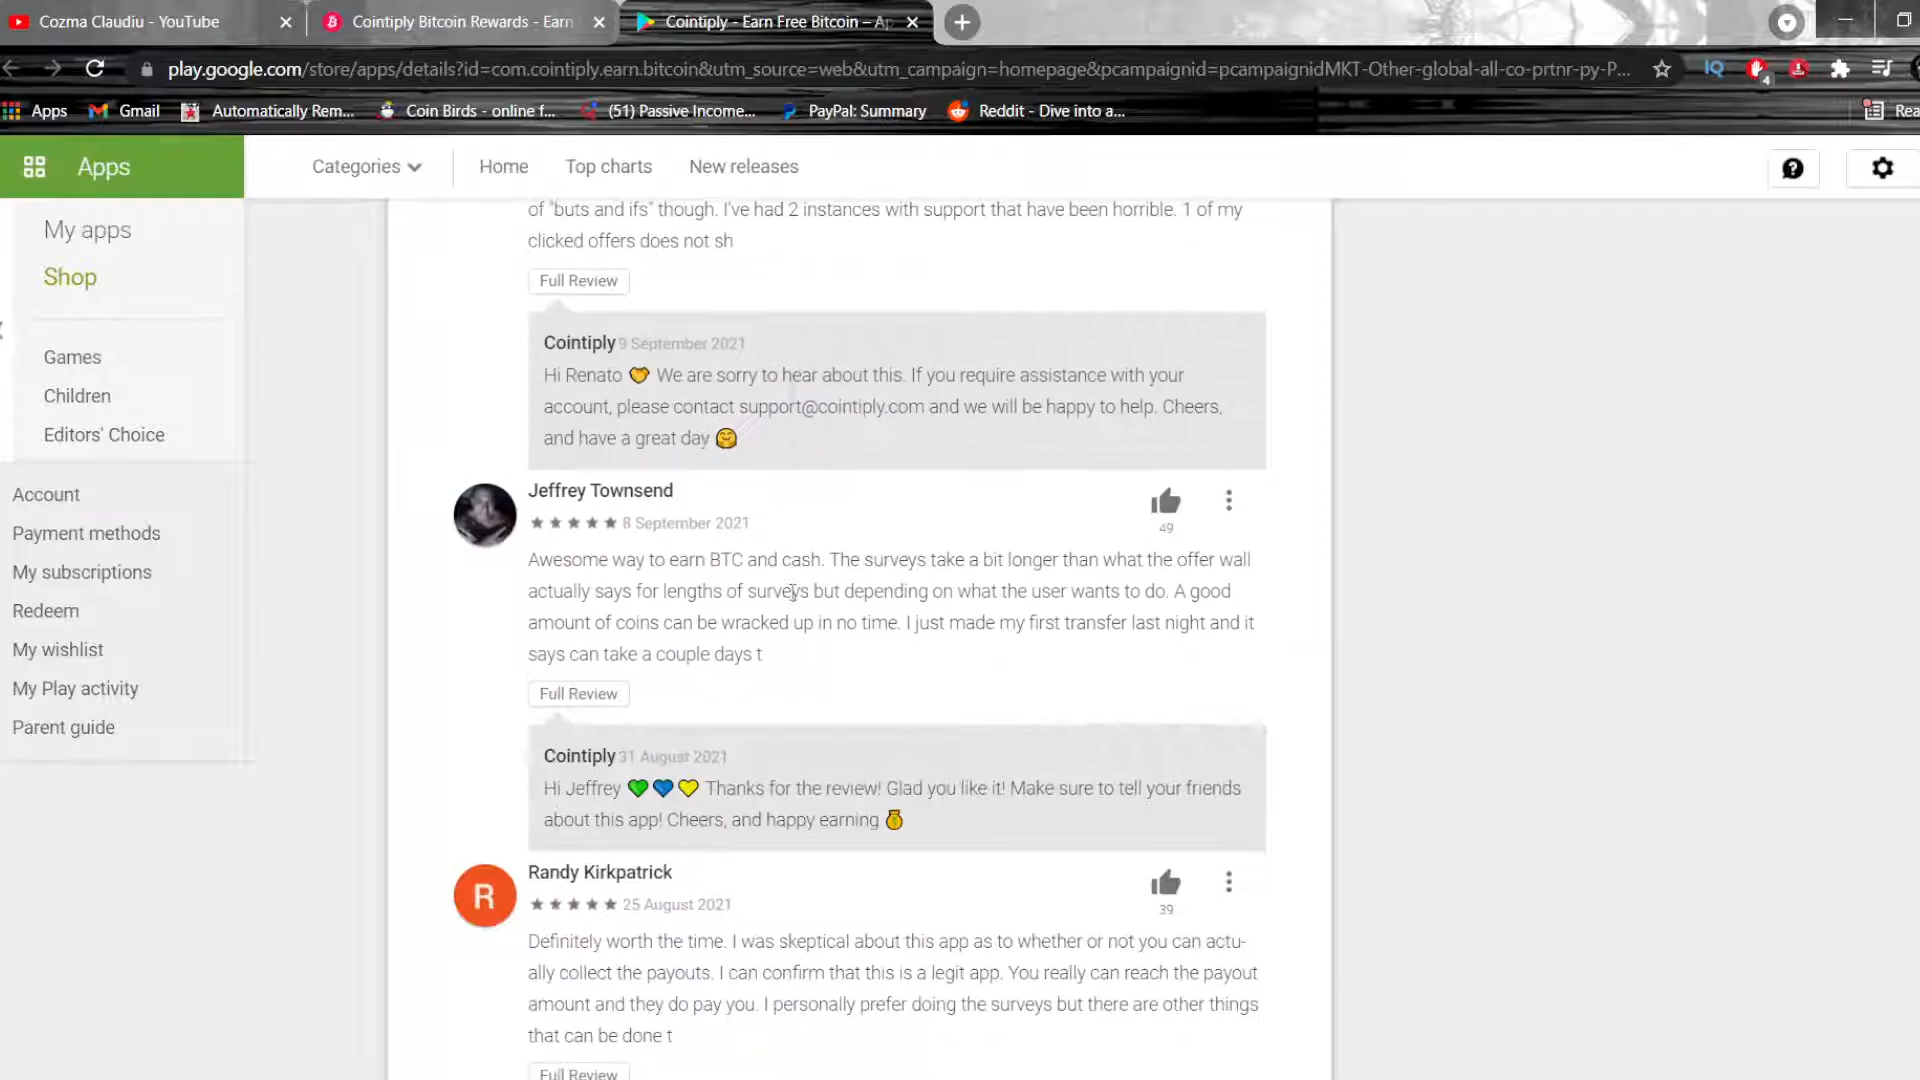 Cozma Claudiu - YouTube
Cointiply Bitcoin Rewards - Earn
Cointiply - Earn Free Bitcoin – Ap
play.google.com/store/apps/details?id=com.cointiply.earn.bitcoin&utm_source=web&utm_campaign=homepage&pcampaignid=pcampaignidMKT-Other-global-all-co-prtnr-py-P...
IQ
4
Apps
Gmail
Automatically Rem...
Coin Birds - online f...
(51) Passive Income...
PayPal: Summary
Reddit - Dive into a...
Rea
Apps
Categories
Home
Top charts
New releases
My apps
Shop
Games
Children
Editors' Choice
Account
Payment methods
My subscriptions
Redeem
My wishlist
My Play activity
Parent guide
of "buts and ifs" though. I've had 2 instances with support that have been horrible. 1 of my
clicked offers does not sh
Full Review
Cointiply 9 September 2021
Hi Renato 🧡 We are sorry to hear about this. If you require assistance with your
account, please contact support@cointiply.com and we will be happy to help. Cheers,
and have a great day 🤗
Jeffrey Townsend
★★★★★ 8 September 2021
49
Awesome way to earn BTC and cash. The surveys take a bit longer than what the offer wall
actually says for lengths of surveys but depending on what the user wants to do. A good
amount of coins can be wracked up in no time. I just made my first transfer last night and it
says can take a couple days t
Full Review
Cointiply 31 August 2021
Hi Jeffrey 💚💙💛 Thanks for the review! Glad you like it! Make sure to tell your friends
about this app! Cheers, and happy earning 💰
R
Randy Kirkpatrick
★★★★★ 25 August 2021
39
Definitely worth the time. I was skeptical about this app as to whether or not you can actu-
ally collect the payouts. I can confirm that this is a legit app. You really can reach the payout
amount and they do pay you. I personally prefer doing the surveys but there are other things
that can be done t
Full Review